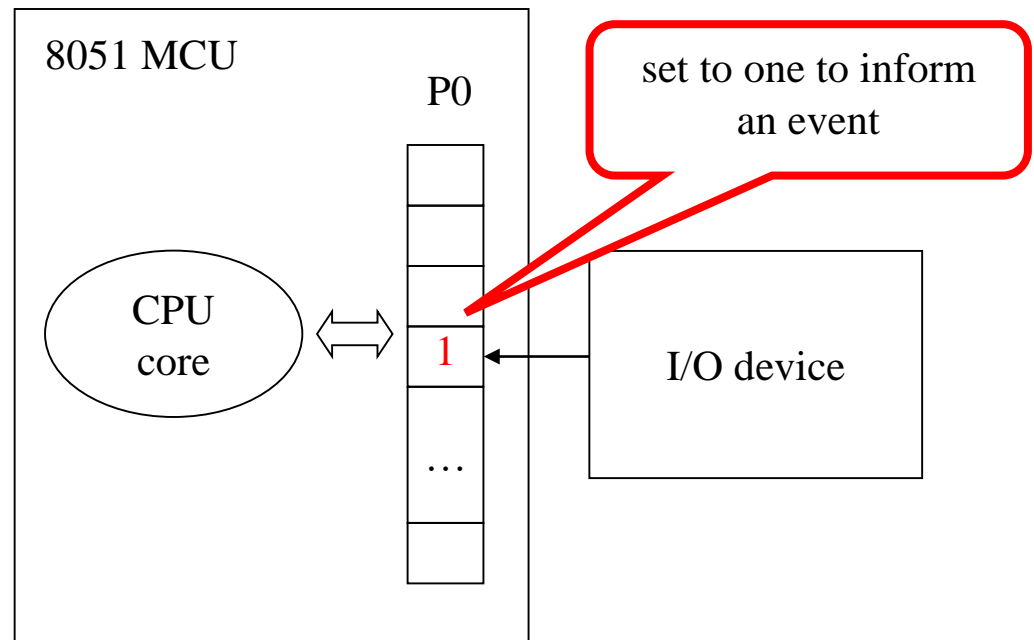 8051 MCU
P0
set to one to inform
an event
CPU
core
1
I/O device
…